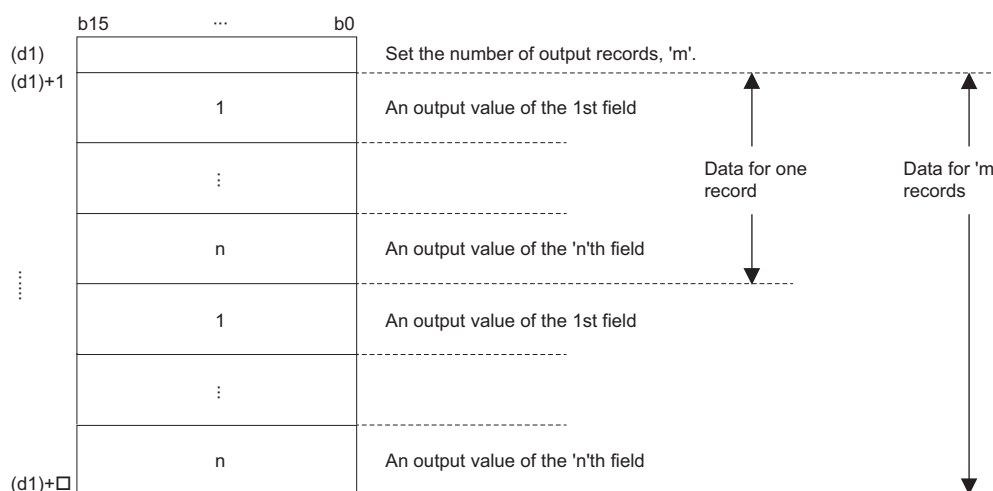 b15 ... b0
(d1) Set the number of output records, 'm'.
(d1)+1
1 An output value of the 1st field
⋮ Data for one record Data for 'm records
n An output value of the 'n'th field
⋮
1 An output value of the 1st field
⋮
n An output value of the 'n'th field
(d1)+□